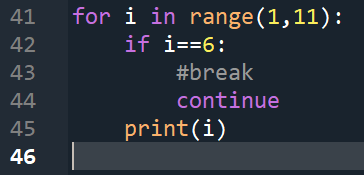 41 for i in range(1,11):
42     if i==6:
43         #break
44         continue
45     print(i)
46